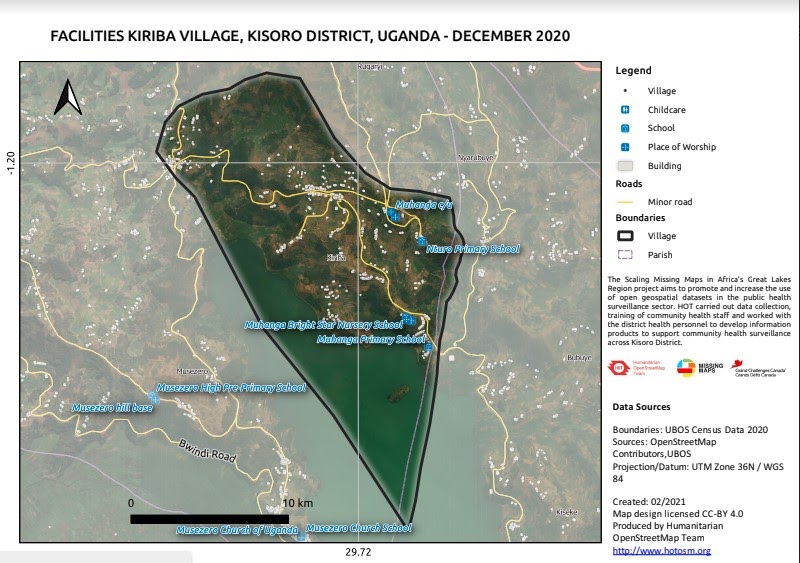 FACILITIES KIRIBA VILLAGE, KISORO DISTRICT, UGANDA - DECEMBER 2020
-1.20
Nyarubuye
Muhanga c/u
Nturo Primary School
Kiriba
Muhanga Bright Star Nursery School
Muhanga Primary School
Bubuye
Musezero
Musezero High Pre-Primary School
Musezero hill base
Bwindi Road
0 10 km
Kiseke
Musezero Church of Uganda
Musezero Church School
29.72
Legend
Village
Childcare
School
Place of Worship
Building
Roads
Minor road
Boundaries
Village
Parish
The Scaling Missing Maps in Africa's Great Lakes
Region project aims to promote and increase the use
of open geospatial datasets in the public health
surveillance sector. HOT carried out data collection,
training of community health staff and worked with
the district health personnel to develop information
products to support community health surveillance
across Kisoro District.
HOT
Humanitarian
OpenStreetMap
Team
MISSING
MAPS
Grand Challenges Canada
Grands Défis Canada
Data Sources
Boundaries: UBOS Census Data 2020
Sources: OpenStreetMap
Contributors,UBOS
Projection/Datum: UTM Zone 36N / WGS
84
Created: 02/2021
Map design licensed CC-BY 4.0
Produced by Humanitarian
OpenStreetMap Team
http://www.hotosm.org